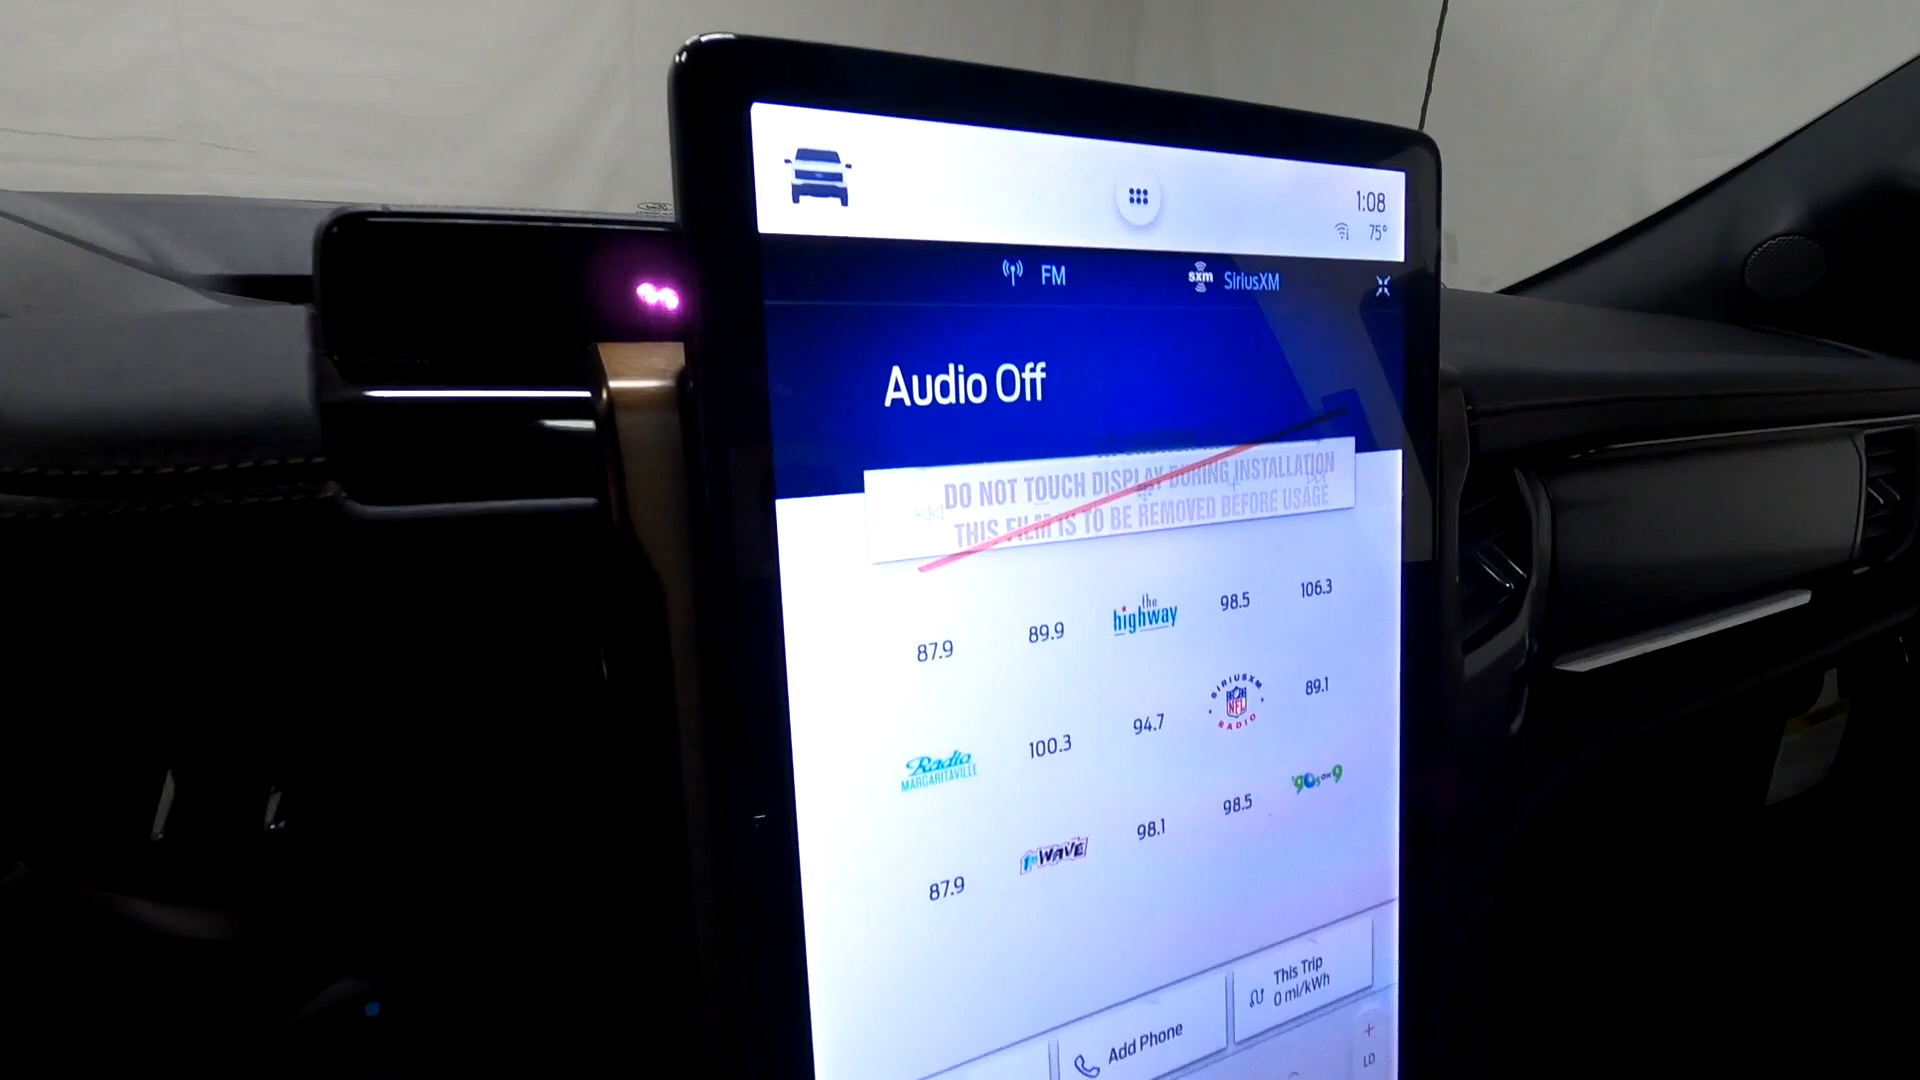 1:08
75°
FM
sxm SiriusXM
Audio Off
DO NOT TOUCH DISPLAY DURING INSTALLATION
THIS FILM IS TO BE REMOVED BEFORE USAGE
87.9 89.9 the highway 98.5 106.3
Radio MARGARITAVILLE 100.3 94.7 SIRIUSXM NFL RADIO 89.1
87.9 1st WAVE 98.1 98.5 '90s on 9
This Trip
0 mi/kWh
Add Phone
+
LO